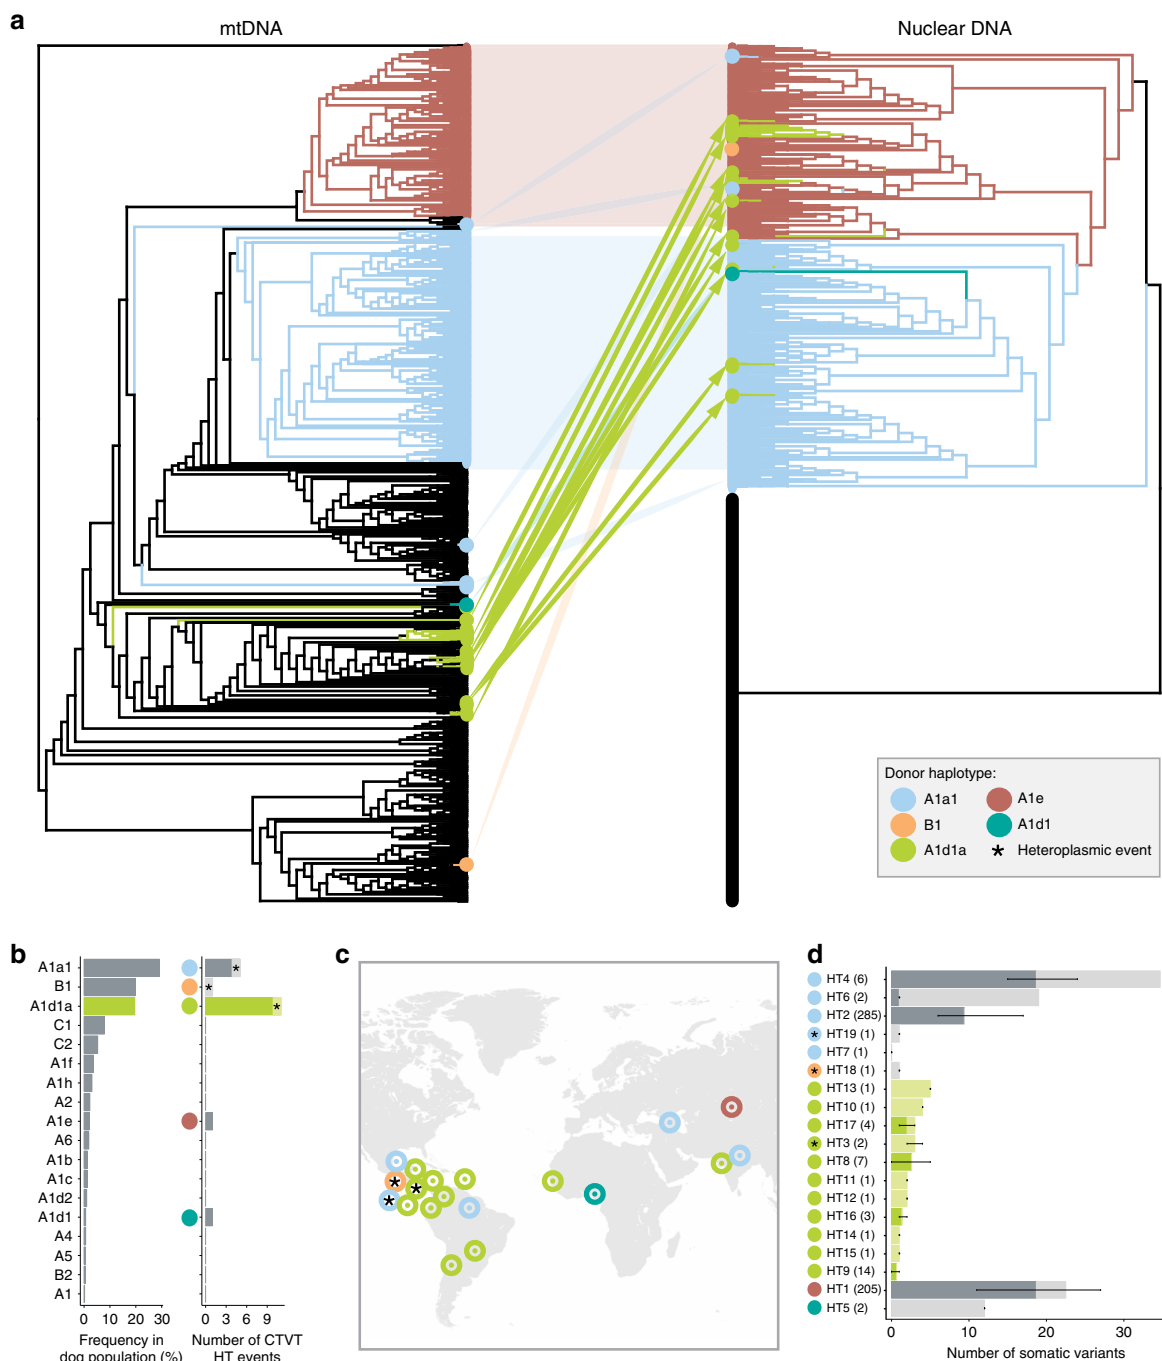 a
mtDNA
Nuclear DNA
Donor haplotype:
A1a1
A1e
B1
A1d1
A1d1a
* Heteroplasmic event
b
A1a1
B1
A1d1a
C1
C2
A1f
A1h
A2
A1e
A6
A1b
A1c
A1d2
A1d1
A4
A5
B2
A1
0 10 20 30
Frequency in
dog population (%)
*
*
*
0 3 6 9
Number of CTVT
HT events
c
*
*
*
d
HT4 (6)
HT6 (2)
HT2 (285)
* HT19 (1)
HT7 (1)
* HT18 (1)
HT13 (1)
HT10 (1)
HT17 (4)
* HT3 (2)
HT8 (7)
HT11 (1)
HT12 (1)
HT16 (3)
HT14 (1)
HT15 (1)
HT9 (14)
HT1 (205)
HT5 (2)
0 10 20 30
Number of somatic variants